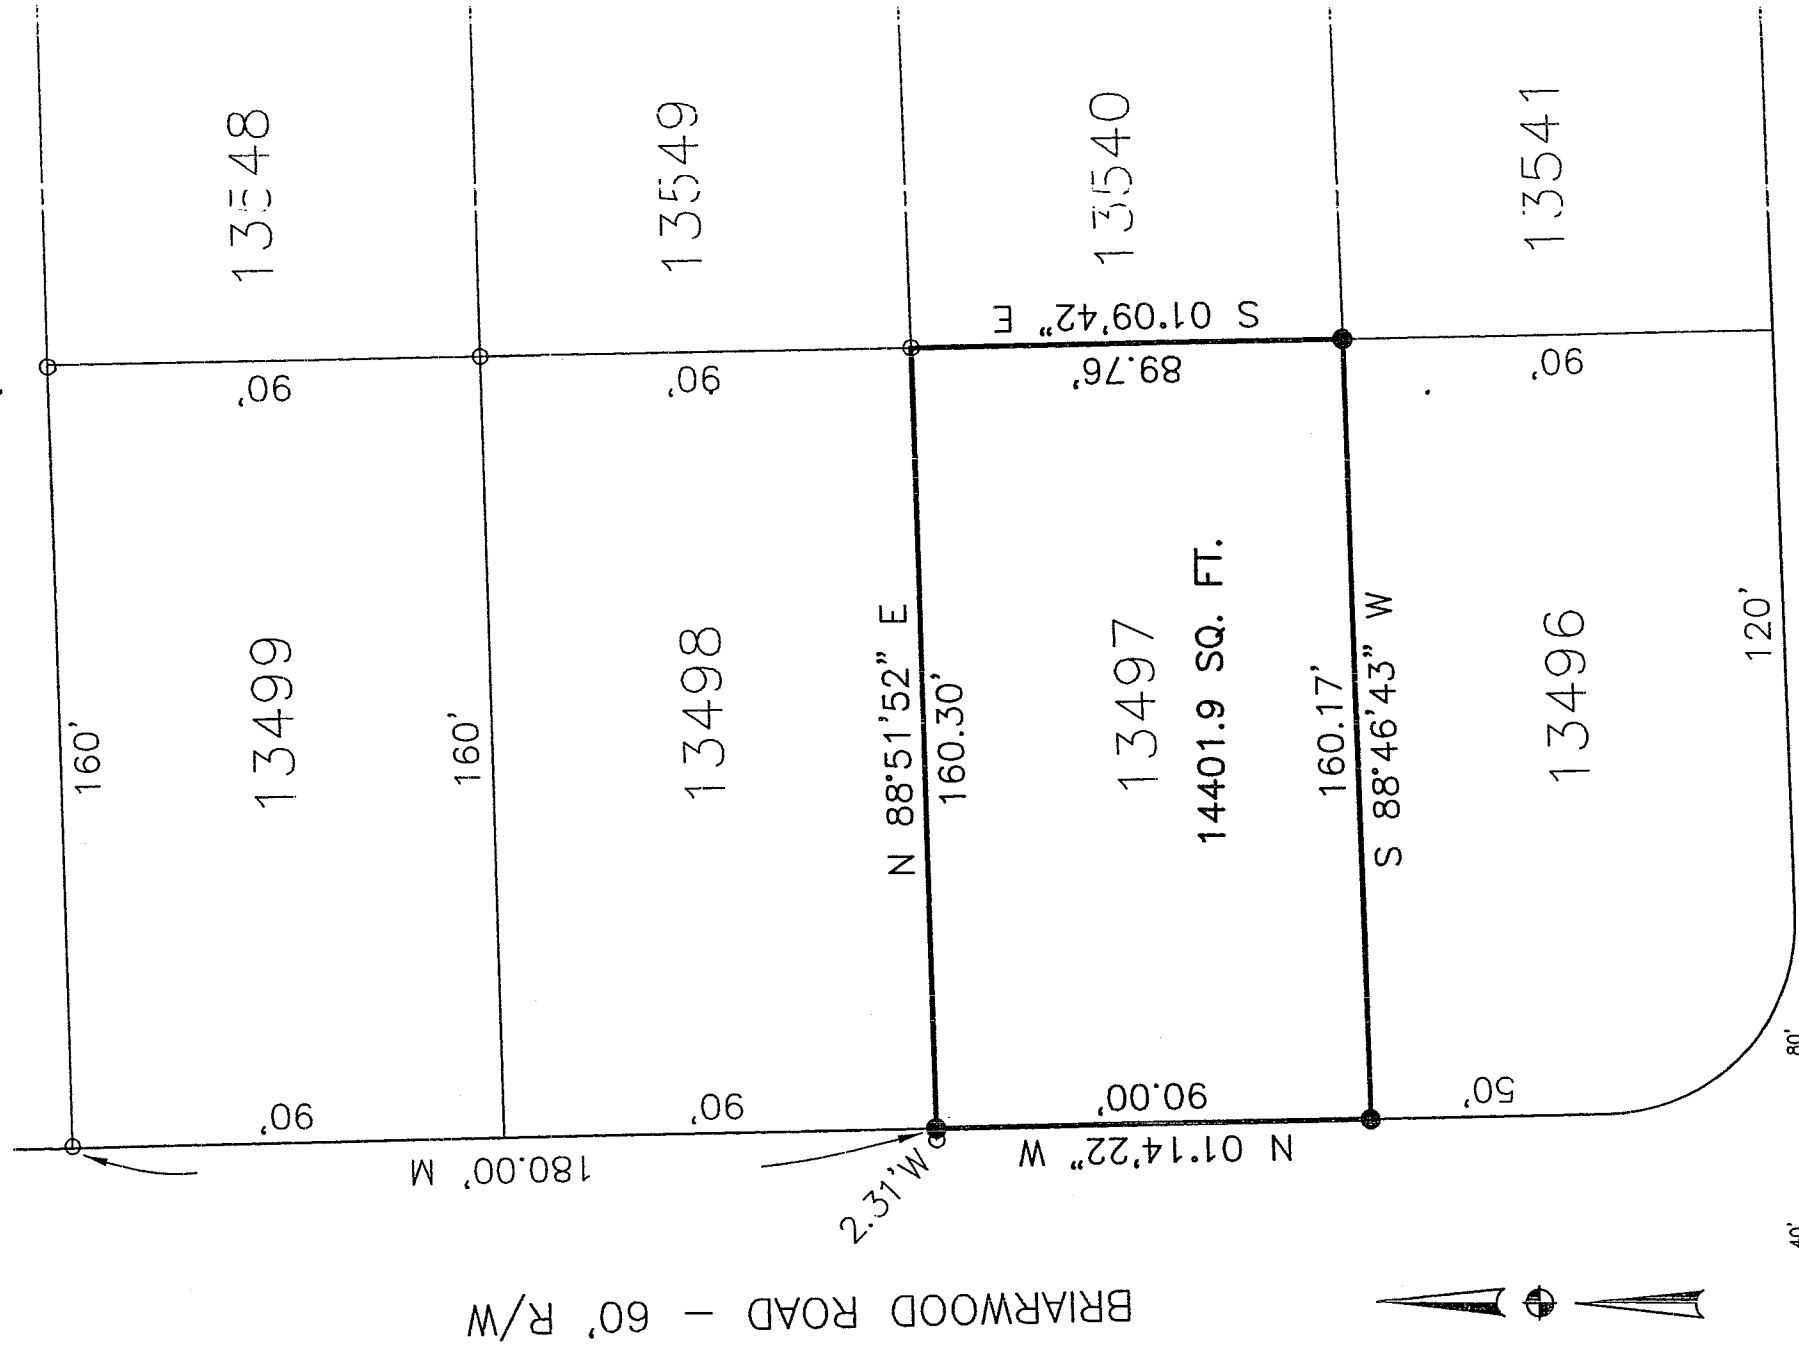 13548
13549
13540
13541
90'
90'
S 01°09'42" E
89.76'
90'
160'
13499
160'
13498
N 88°51'52" E
160.30'
13497
14401.9 SQ. FT.
160.17'
S 88°46'43" W
13496
120'
90'
90'
90.00'
50'
180.00' M
2.31'W
N 01°14'22" W
80'
40'
BRIARWOOD ROAD - 60' R/W